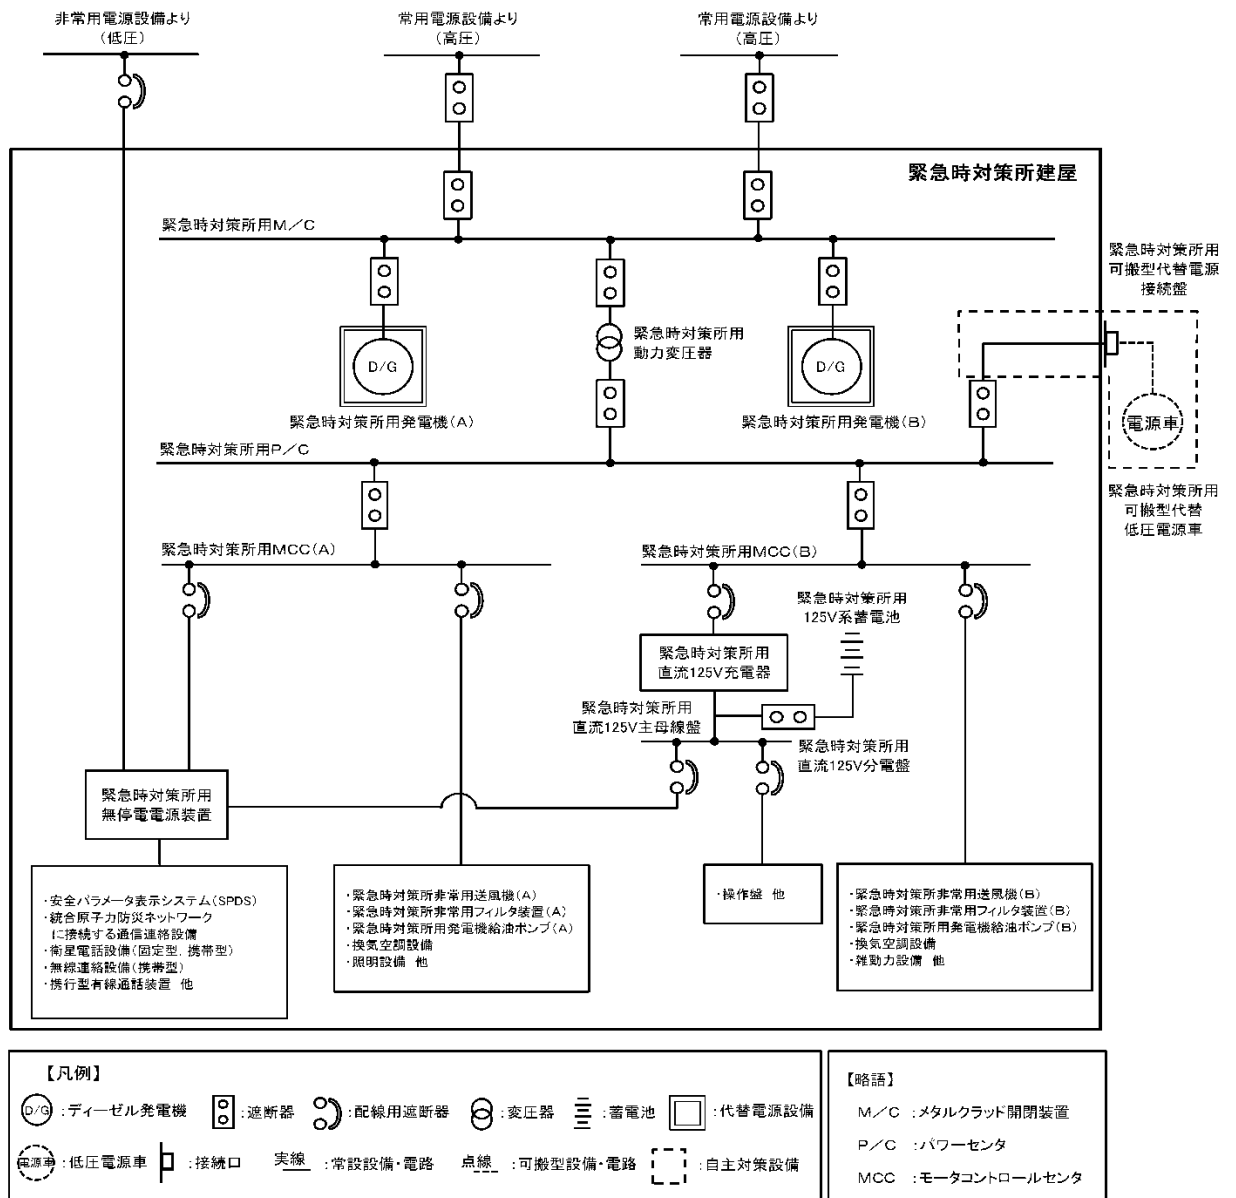 非常用電源設備より
(低圧)
常用電源設備より
(高圧)
常用電源設備より
(高圧)
緊急時対策所建屋
緊急時対策所用M/C
緊急時対策所用
可搬型代替電源
接続盤
緊急時対策所用
動力変圧器
D/G
D/G
緊急時対策所用発電機(A)
緊急時対策所用発電機(B)
電源車
緊急時対策所用P/C
緊急時対策所用
可搬型代替
低圧電源車
緊急時対策所用MCC(A)
緊急時対策所用MCC(B)
緊急時対策所用
125V系蓄電池
緊急時対策所用
直流125V充電器
緊急時対策所用
直流125V主母線盤
緊急時対策所用
直流125V分電盤
緊急時対策所用
無停電電源装置
・安全パラメータ表示システム(SPDS)
・統合原子力防災ネットワーク
に接続する通信連絡設備
・衛星電話設備(固定型，携帯型)
・無線連絡設備(携帯型)
・携行型有線通話装置 他
・緊急時対策所非常用送風機(A)
・緊急時対策所非常用フィルタ装置(A)
・緊急時対策所用発電機給油ポンプ(A)
・換気空調設備
・照明設備 他
・操作盤 他
・緊急時対策所非常用送風機(B)
・緊急時対策所非常用フィルタ装置(B)
・緊急時対策所用発電機給油ポンプ(B)
・換気空調設備
・雑動力設備 他
【凡例】
D/G :ディーゼル発電機 :遮断器 :配線用遮断器 :変圧器 :蓄電池 :代替電源設備
電源車 :低圧電源車 :接続口 実線 :常設設備・電路 点線 :可搬型設備・電路 :自主対策設備
【略語】
M/C :メタルクラッド開閉装置
P/C :パワーセンタ
MCC :モータコントロールセンタ